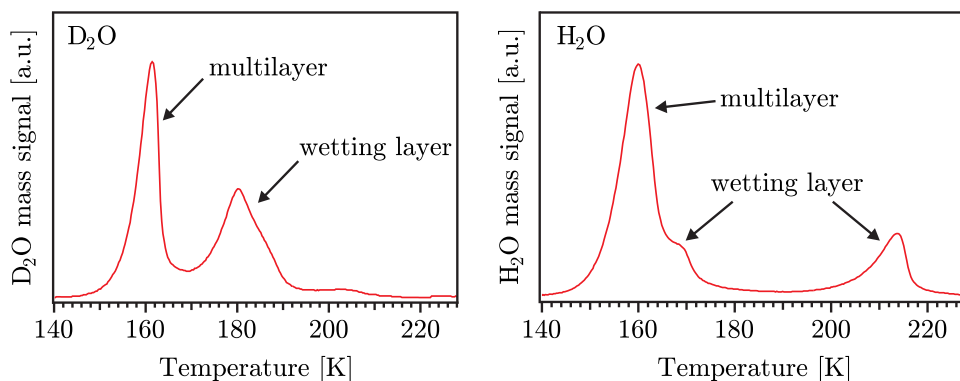 D₂O
multilayer
wetting layer
D₂O mass signal [a.u.]
140 160 180 200 220
Temperature [K]
H₂O
multilayer
wetting layer
H₂O mass signal [a.u.]
140 160 180 200 220
Temperature [K]